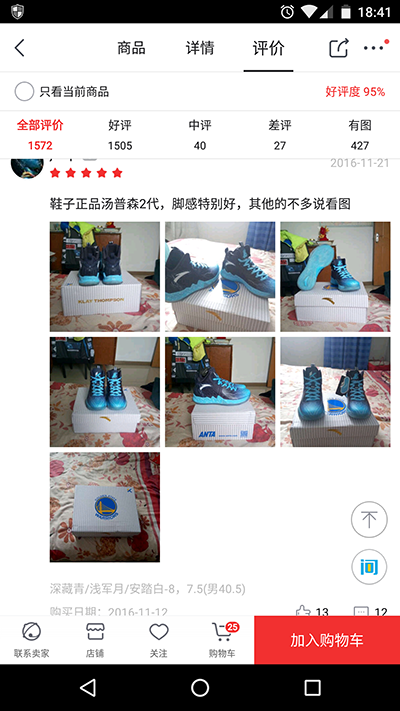 18:41
商品 详情 评价
只看当前商品 好评度 95%
全部评价 好评 中评 差评 有图
1572 1505 40 27 427
2016-11-21
鞋子正品汤普森2代，脚感特别好，其他的不多说看图
KLAY THOMPSON
ANTA
问
深藏青/浅军月/安踏白-8，7.5(男40.5)
购买日期：2016-11-12 13 12
联系卖家 店铺 关注 购物车 25 加入购物车